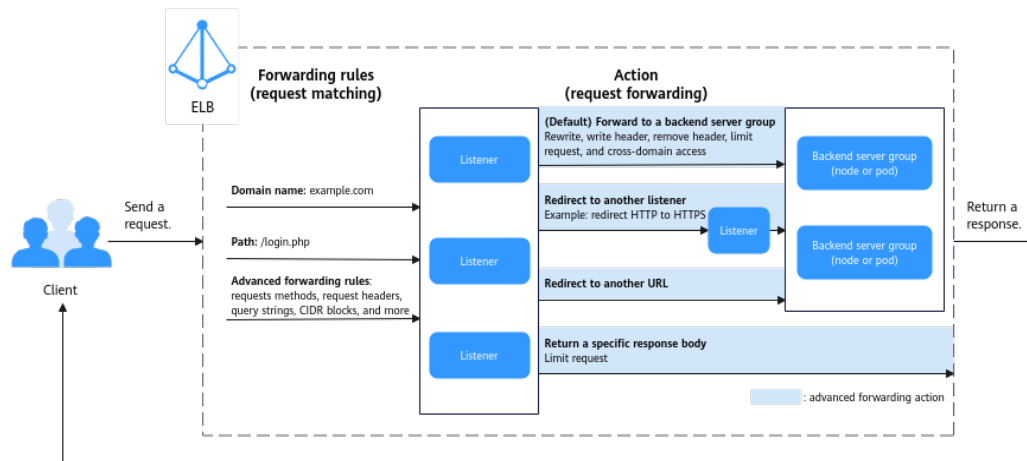 ELB
Forwarding rules
(request matching)
Action
(request forwarding)
Client
Send a
request.
Domain name: example.com
Path: /login.php
Advanced forwarding rules:
requests methods, request headers,
query strings, CIDR blocks, and more
Listener
Listener
Listener
(Default) Forward to a backend server group
Rewrite, write header, remove header, limit
request, and cross-domain access
Redirect to another listener
Example: redirect HTTP to HTTPS
Listener
Redirect to another URL
Return a specific response body
Limit request
Backend server group
(node or pod)
Backend server group
(node or pod)
: advanced forwarding action
Return a
response.